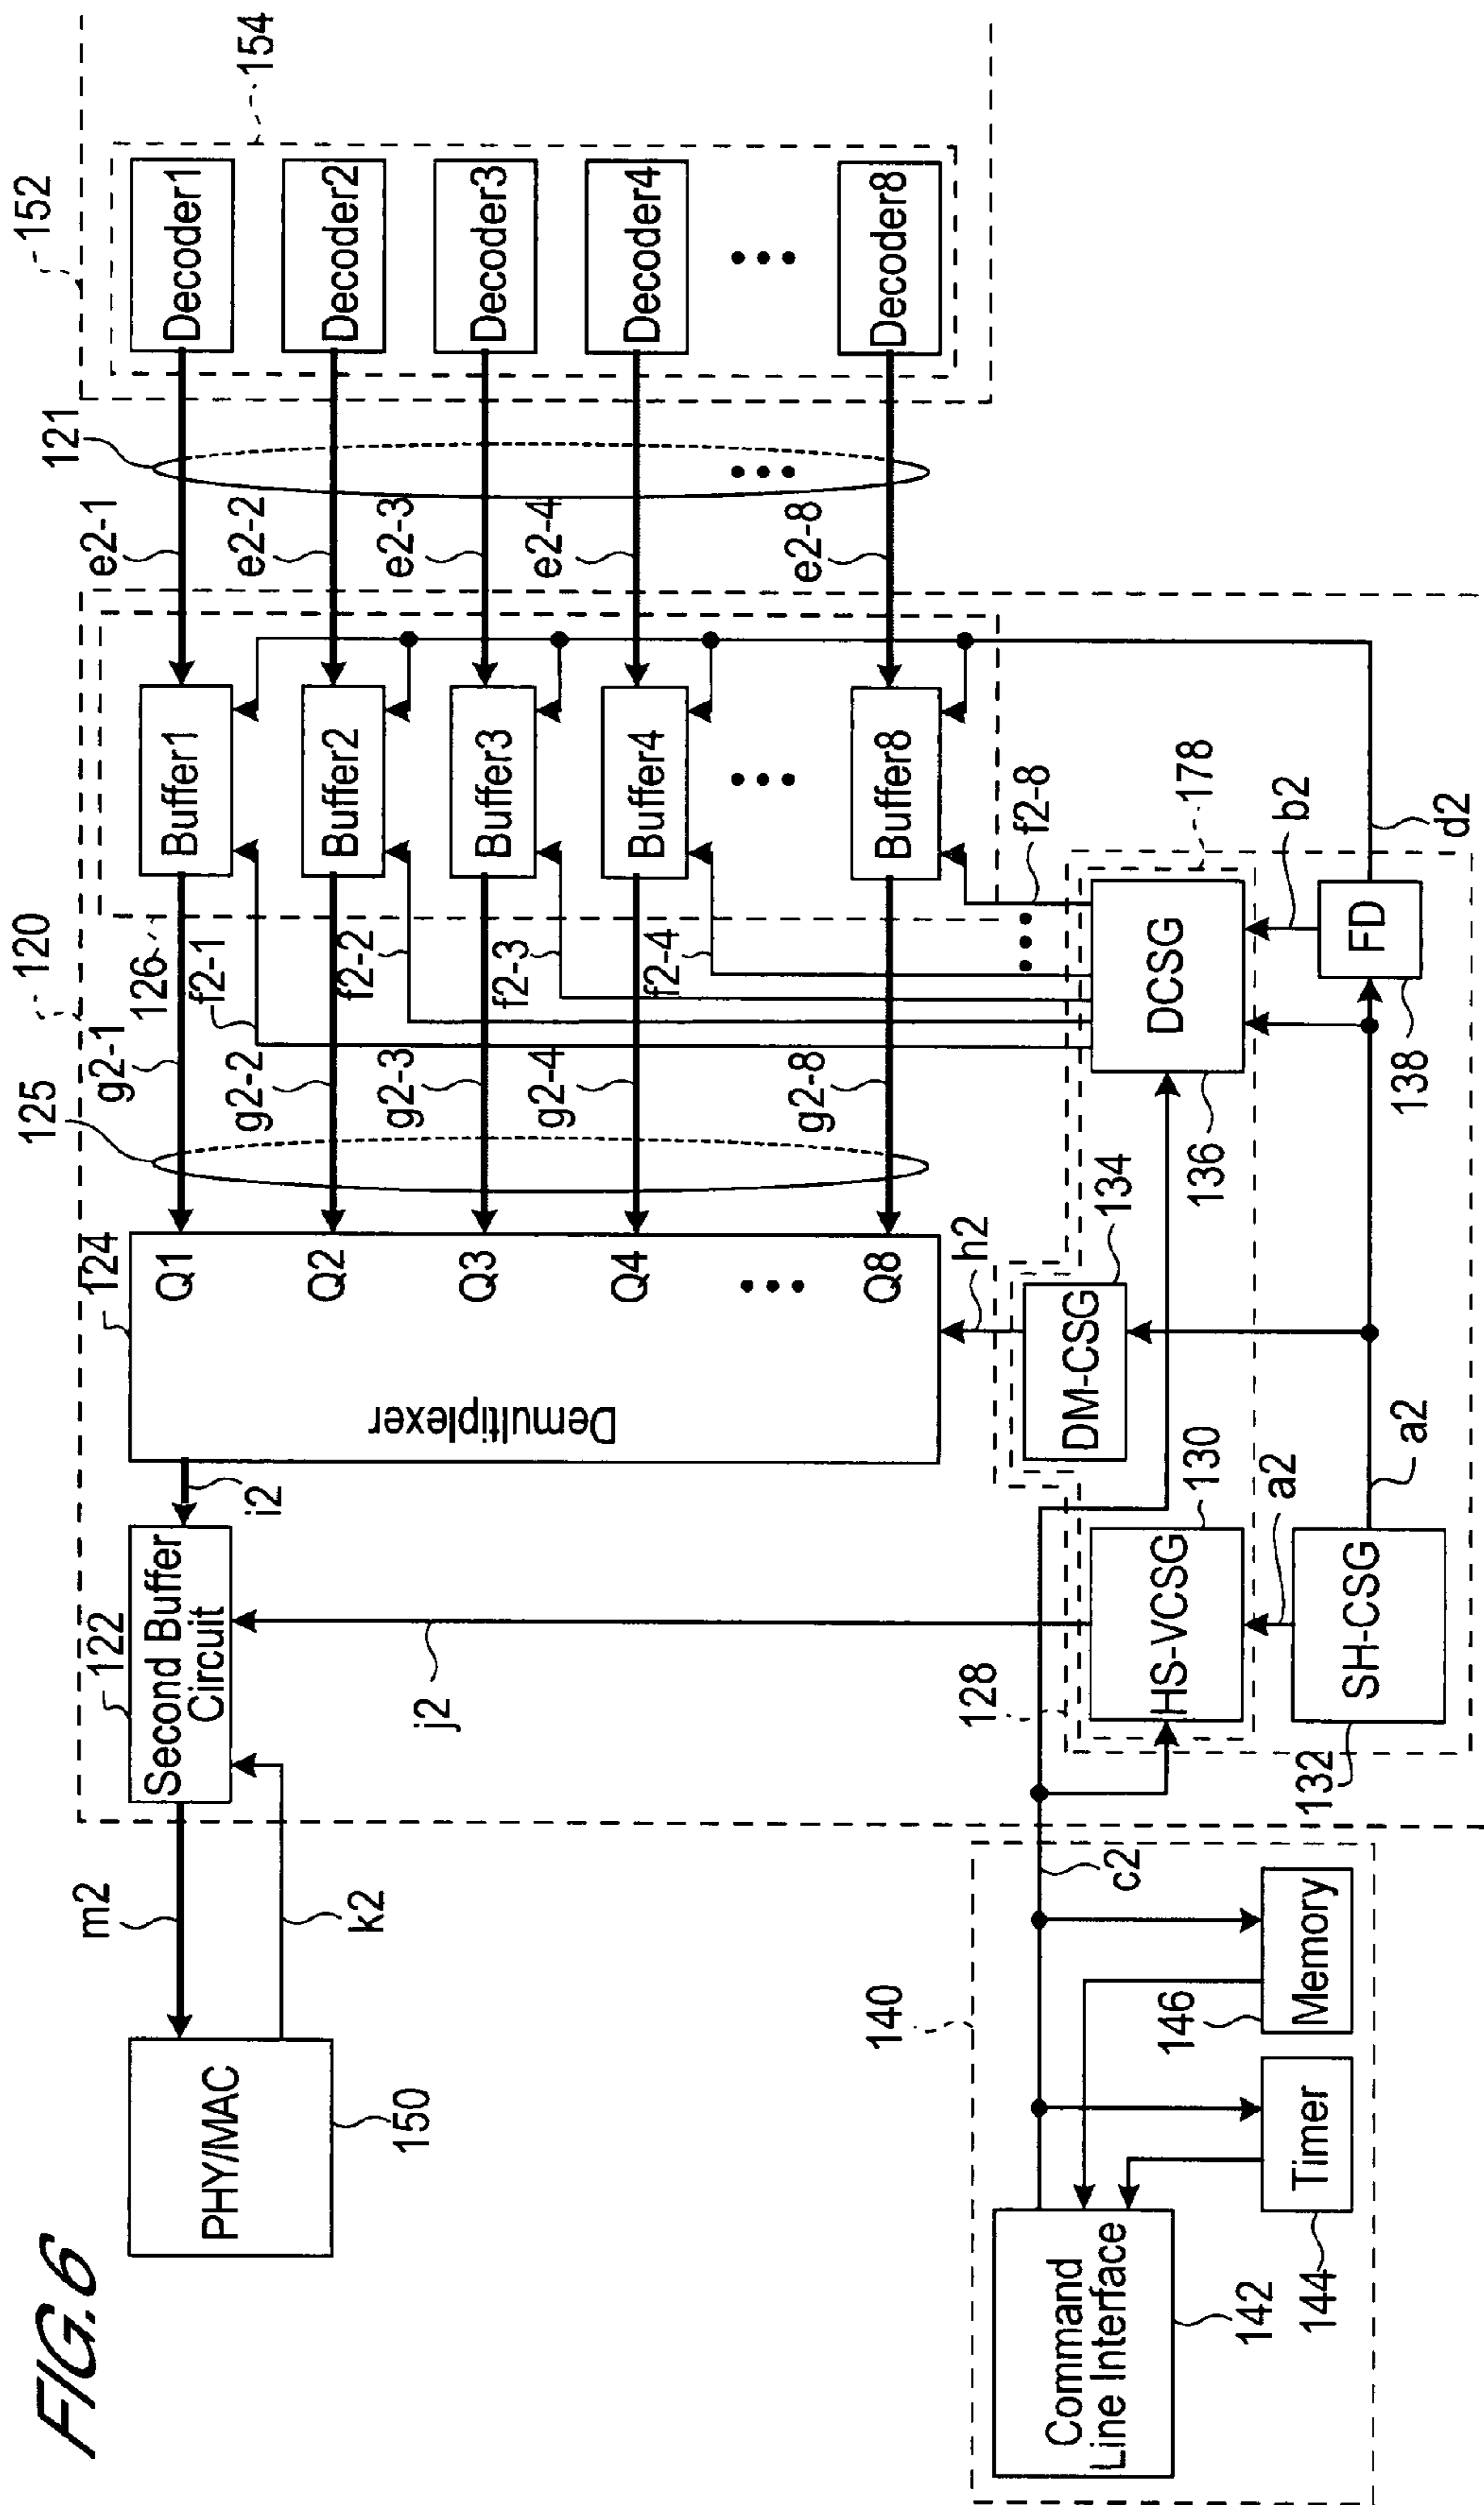 FIG.6
PHY/MAC
150
m2
k2
122
Second Buffer
Circuit
i2
j2
124
Demultiplexer
Q1
Q2
Q3
Q4
Q8
125
g2-1
g2-2
g2-3
g2-4
g2-8
120
126
f2-1
f2-2
f2-3
f2-4
f2-8
Buffer1
Buffer2
Buffer3
Buffer4
Buffer8
e2-1
e2-2
e2-3
e2-4
e2-8
121
152
154
Decoder1
Decoder2
Decoder3
Decoder4
Decoder8
140
Command
Line Interface
142
Timer
144
Memory
146
c2
128
HS-VCSG
130
a2
SH-CSG
132
a2
DM-CSG
134
h2
DCSG
136
178
b2
FD
138
d2